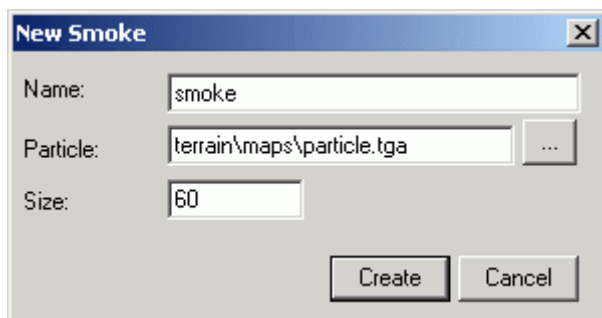 New Smoke
Name: smoke
Particle: terrain\maps\particle.tga ...
Size: 60
Create Cancel